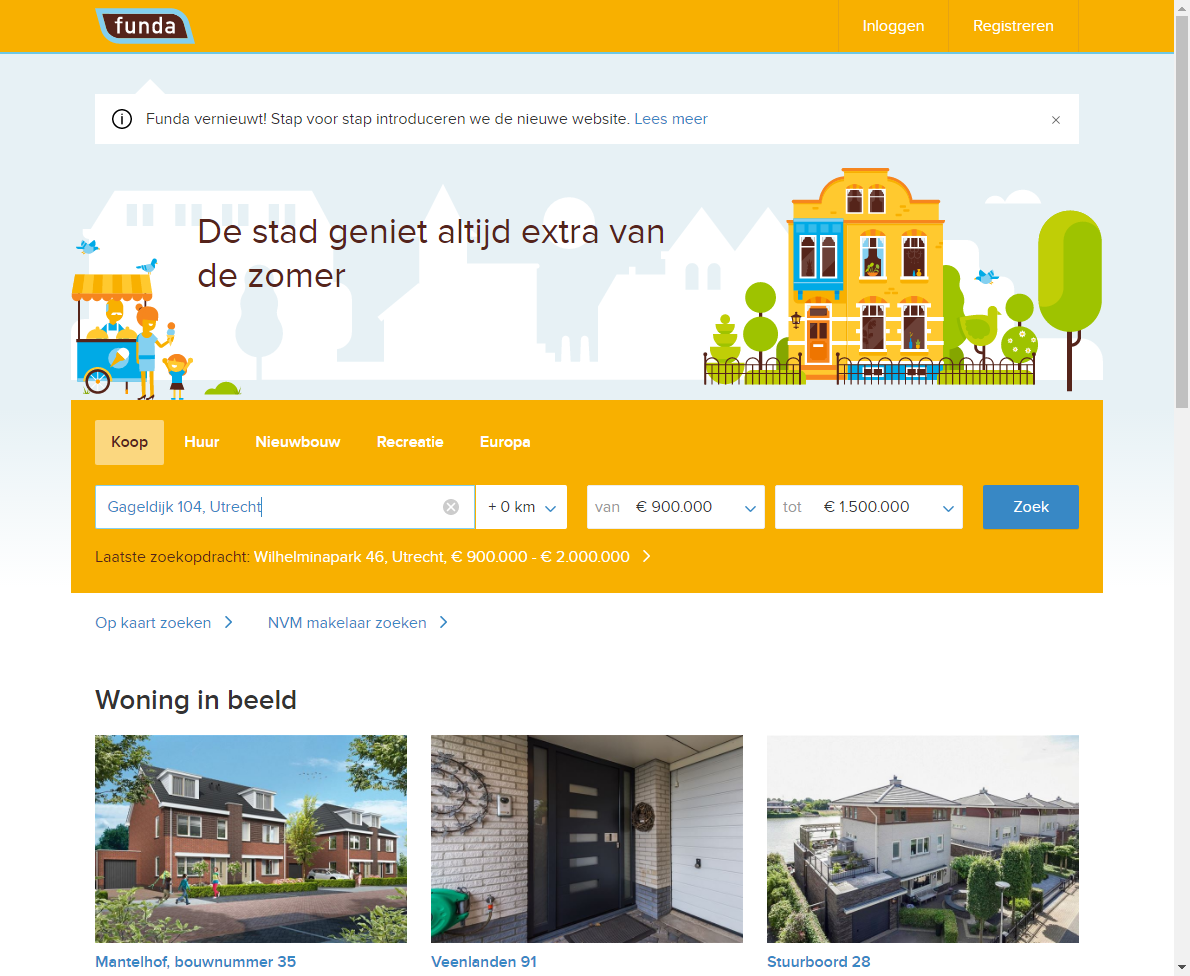 funda
Inloggen
Registreren
Funda vernieuwt! Stap voor stap introduceren we de nieuwe website. Lees meer
De stad geniet altijd extra van
de zomer
Koop
Huur
Nieuwbouw
Recreatie
Europa
Gageldijk 104, Utrecht
+ 0 km
van € 900.000
tot € 1.500.000
Zoek
Laatste zoekopdracht: Wilhelminapark 46, Utrecht, € 900.000 - € 2.000.000
Op kaart zoeken
NVM makelaar zoeken
Woning in beeld
Mantelhof, bouwnummer 35
Veenlanden 91
Stuurboord 28